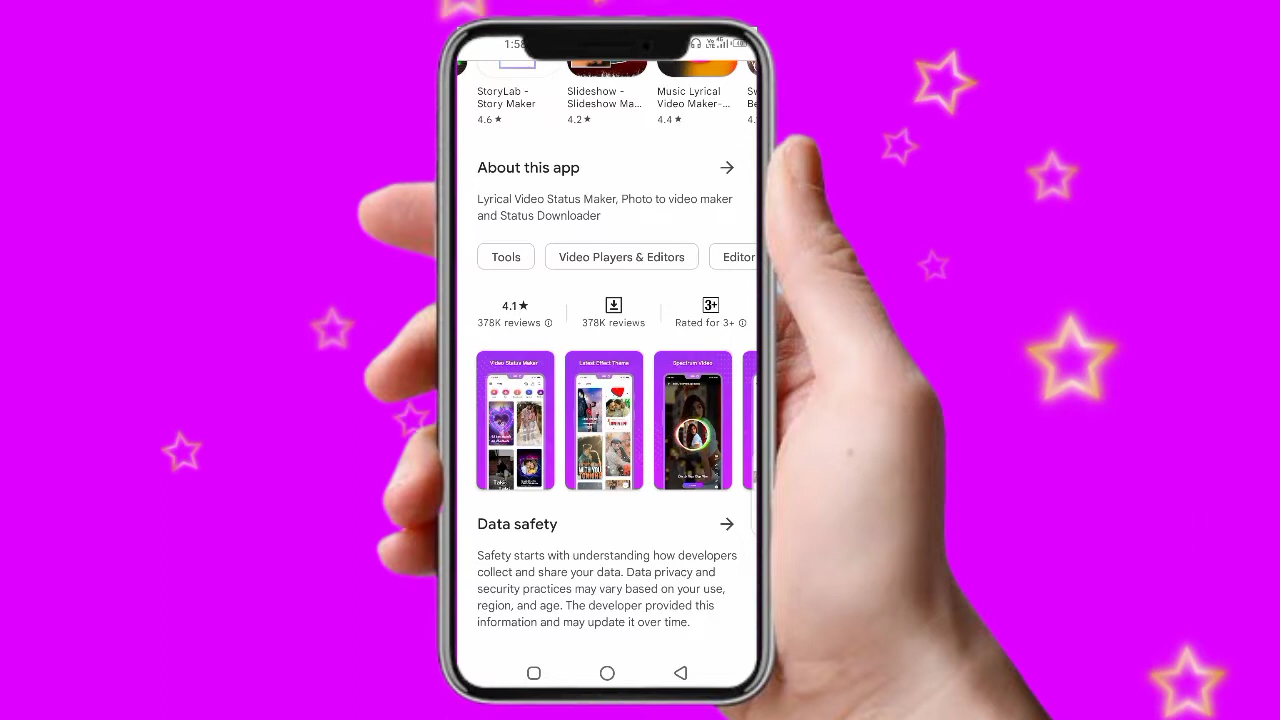 1:58
StoryLab -
Story Maker
4.6 ★
Slideshow -
Slideshow Ma...
4.2 ★
Music Lyrical
Video Maker-...
4.4 ★
About this app
Lyrical Video Status Maker, Photo to video maker
and Status Downloader
Tools
Video Players & Editors
Editor
4.1 ★
378K reviews
378K reviews
3+
Rated for 3+
Video Status Maker
Latest Effect Theme
Spectrum Video
Data safety
Safety starts with understanding how developers
collect and share your data. Data privacy and
security practices may vary based on your use,
region, and age. The developer provided this
information and may update it over time.